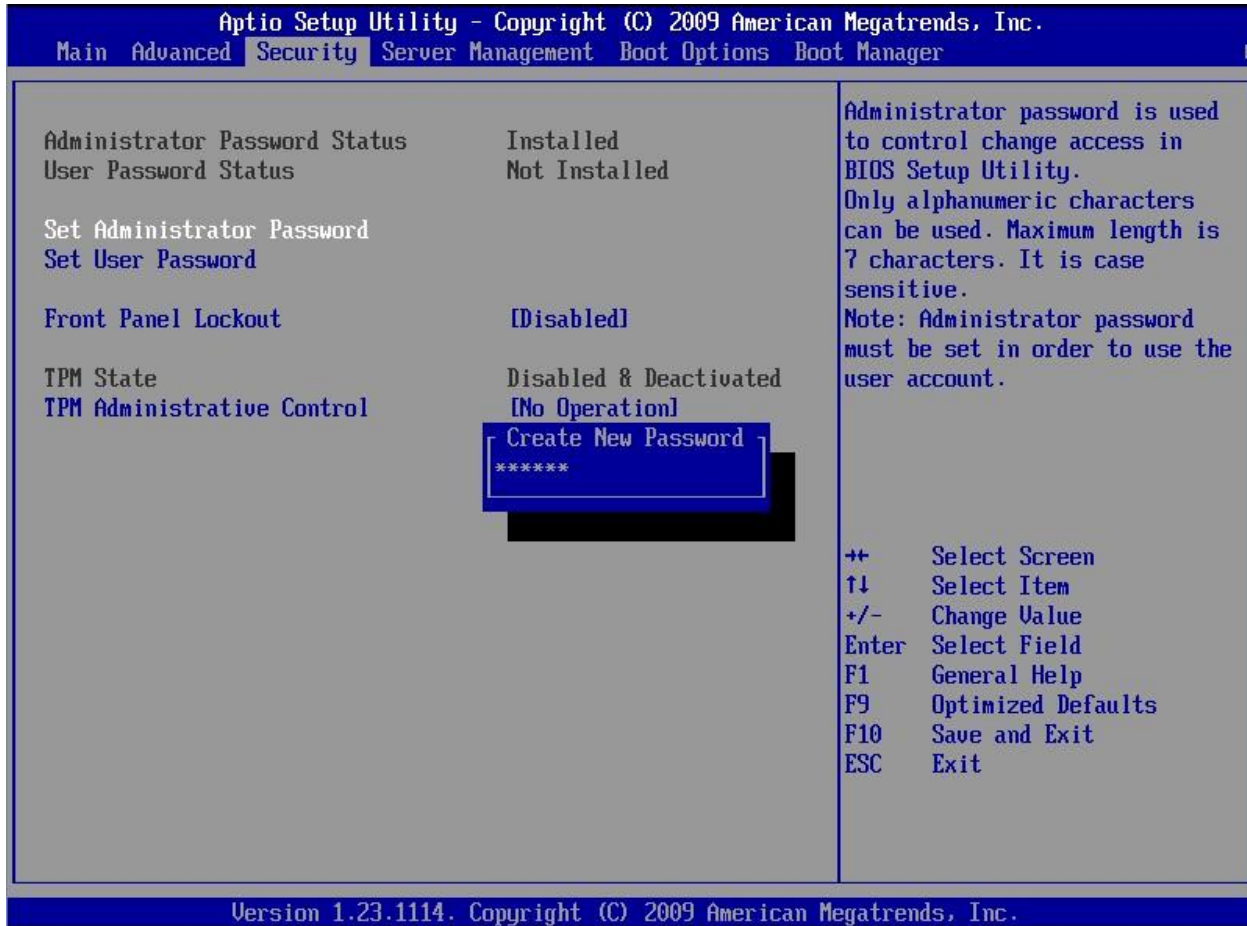 Aptio Setup Utility - Copyright (C) 2009 American Megatrends, Inc.
Main Advanced Security Server Management Boot Options Boot Manager
Administrator Password Status Installed
User Password Status Not Installed
Set Administrator Password
Set User Password
Front Panel Lockout [Disabled]
TPM State Disabled & Deactivated
TPM Administrative Control [No Operation]
Create New Password
******
Administrator password is used
to control change access in
BIOS Setup Utility.
Only alphanumeric characters
can be used. Maximum length is
7 characters. It is case
sensitive.
Note: Administrator password
must be set in order to use the
user account.
→← Select Screen
↑↓ Select Item
+/- Change Value
Enter Select Field
F1 General Help
F9 Optimized Defaults
F10 Save and Exit
ESC Exit
Version 1.23.1114. Copyright (C) 2009 American Megatrends, Inc.